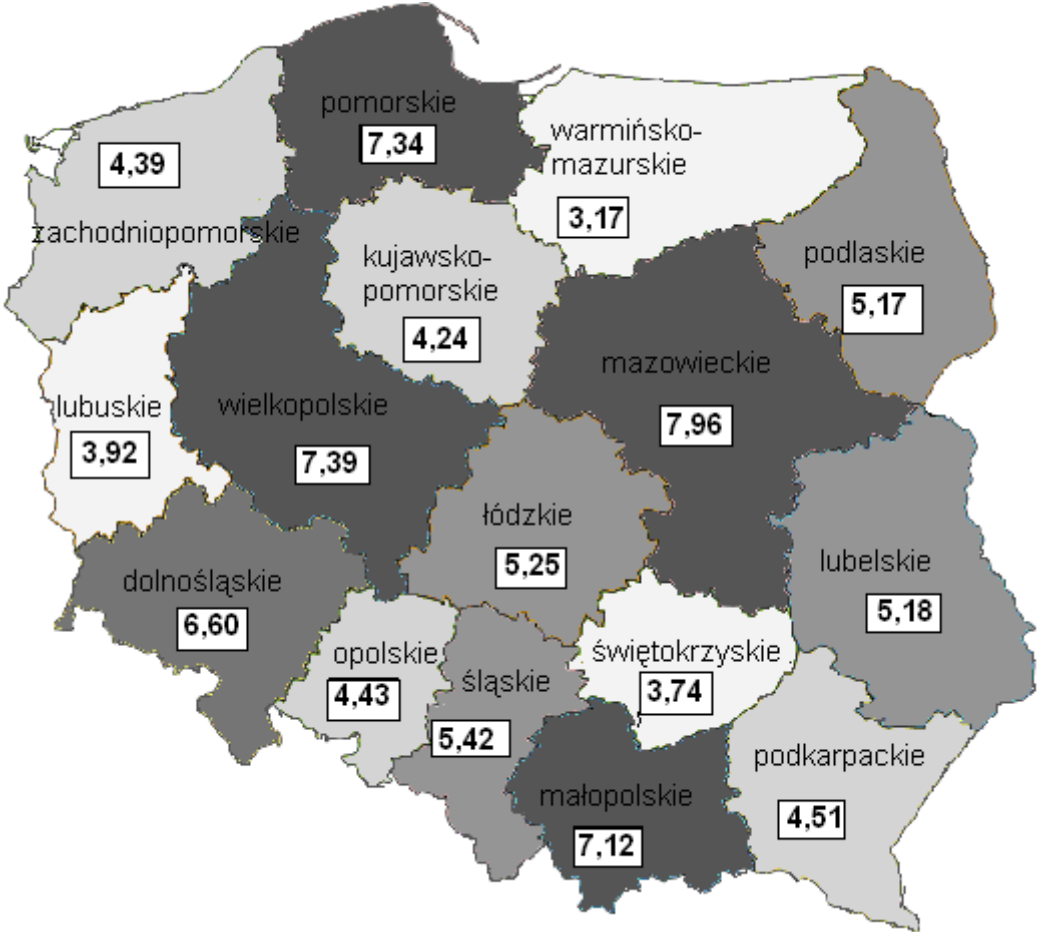 pomorskie
7,34
warmińsko-
mazurskie
3,17
4,39
zachodniopomorskie
kujawsko-
pomorskie
4,24
podlaskie
5,17
mazowieckie
7,96
lubuskie
3,92
wielkopolskie
7,39
łódzkie
5,25
lubelskie
5,18
dolnośląskie
6,60
opolskie
4,43
śląskie
5,42
świętokrzyskie
3,74
małopolskie
7,12
podkarpackie
4,51